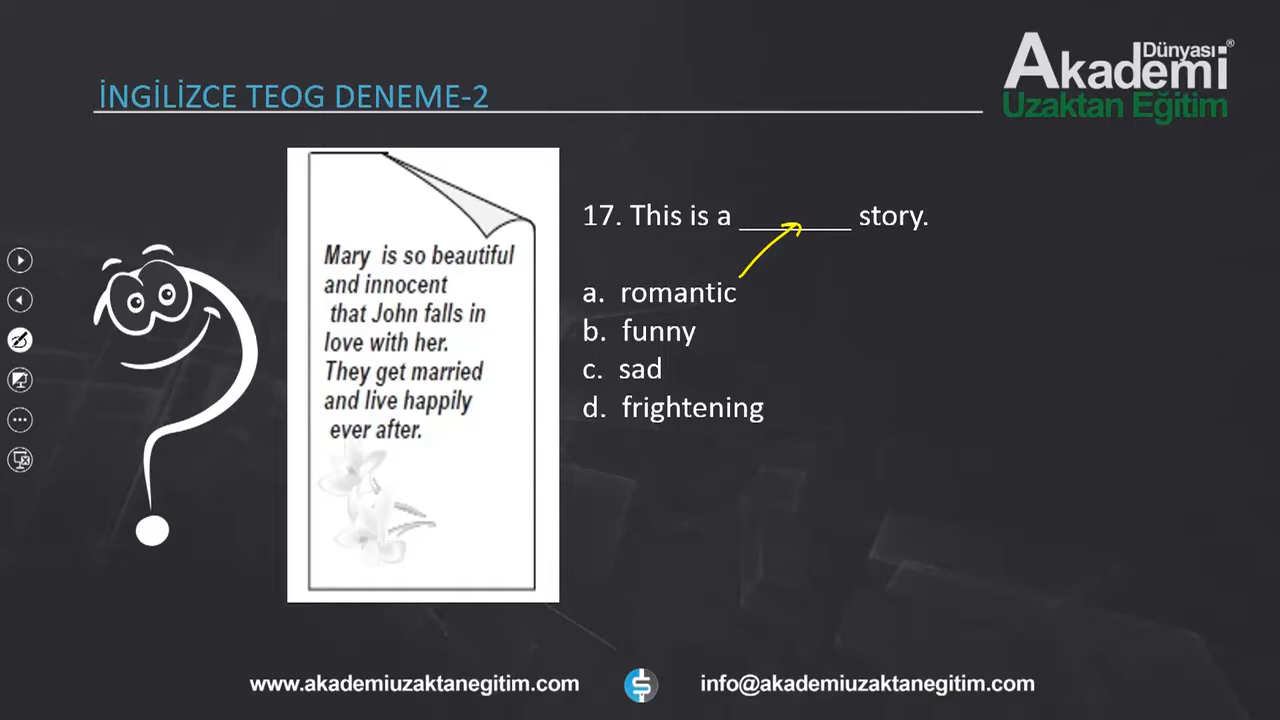 İNGİLİZCE TEOG DENEME-2
Akademi
Dünyası®
Uzaktan Eğitim
Mary is so beautiful
and innocent
that John falls in
love with her.
They get married
and live happily
ever after.
17. This is a ________ story.
a. romantic
b. funny
c. sad
d. frightening
www.akademiuzaktanegitim.com
info@akademiuzaktanegitim.com